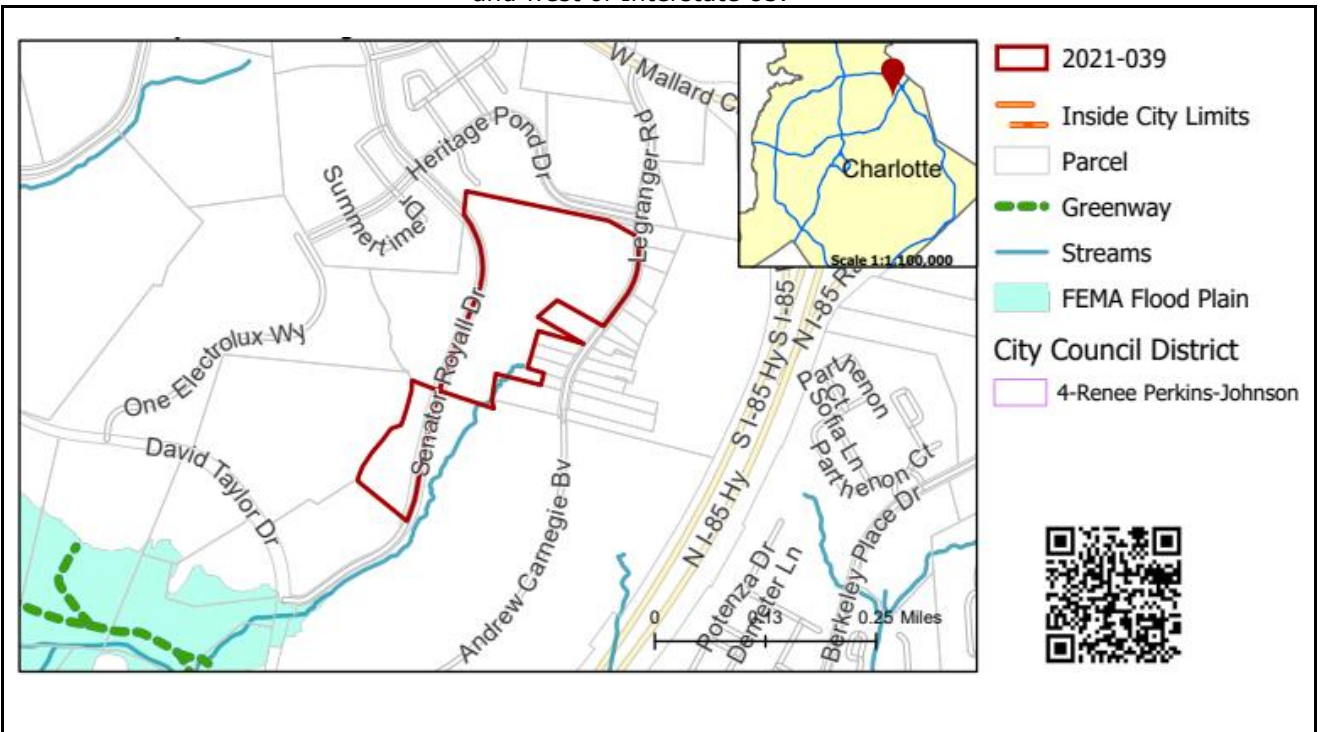 and west of Interstate 85.
W Mallard C
Heritage Pond Dr
Legranger Rd
Summertime Dr
Senator Royall Dr
One Electrolux Wy
David Taylor Dr
Andrew Carnegie Bv
S I-85 Hy
S I-85
N I-85 Ra
N I-85 Hy
Parthenon Ct
Sofia Ln
Parthenon Ct
Potenza Dr
Demeter Ln
Berkeley Place Dr
0 0.13 0.25 Miles
Charlotte
Scale 1:1,100,000
2021-039
Inside City Limits
Parcel
Greenway
Streams
FEMA Flood Plain
City Council District
4-Renee Perkins-Johnson